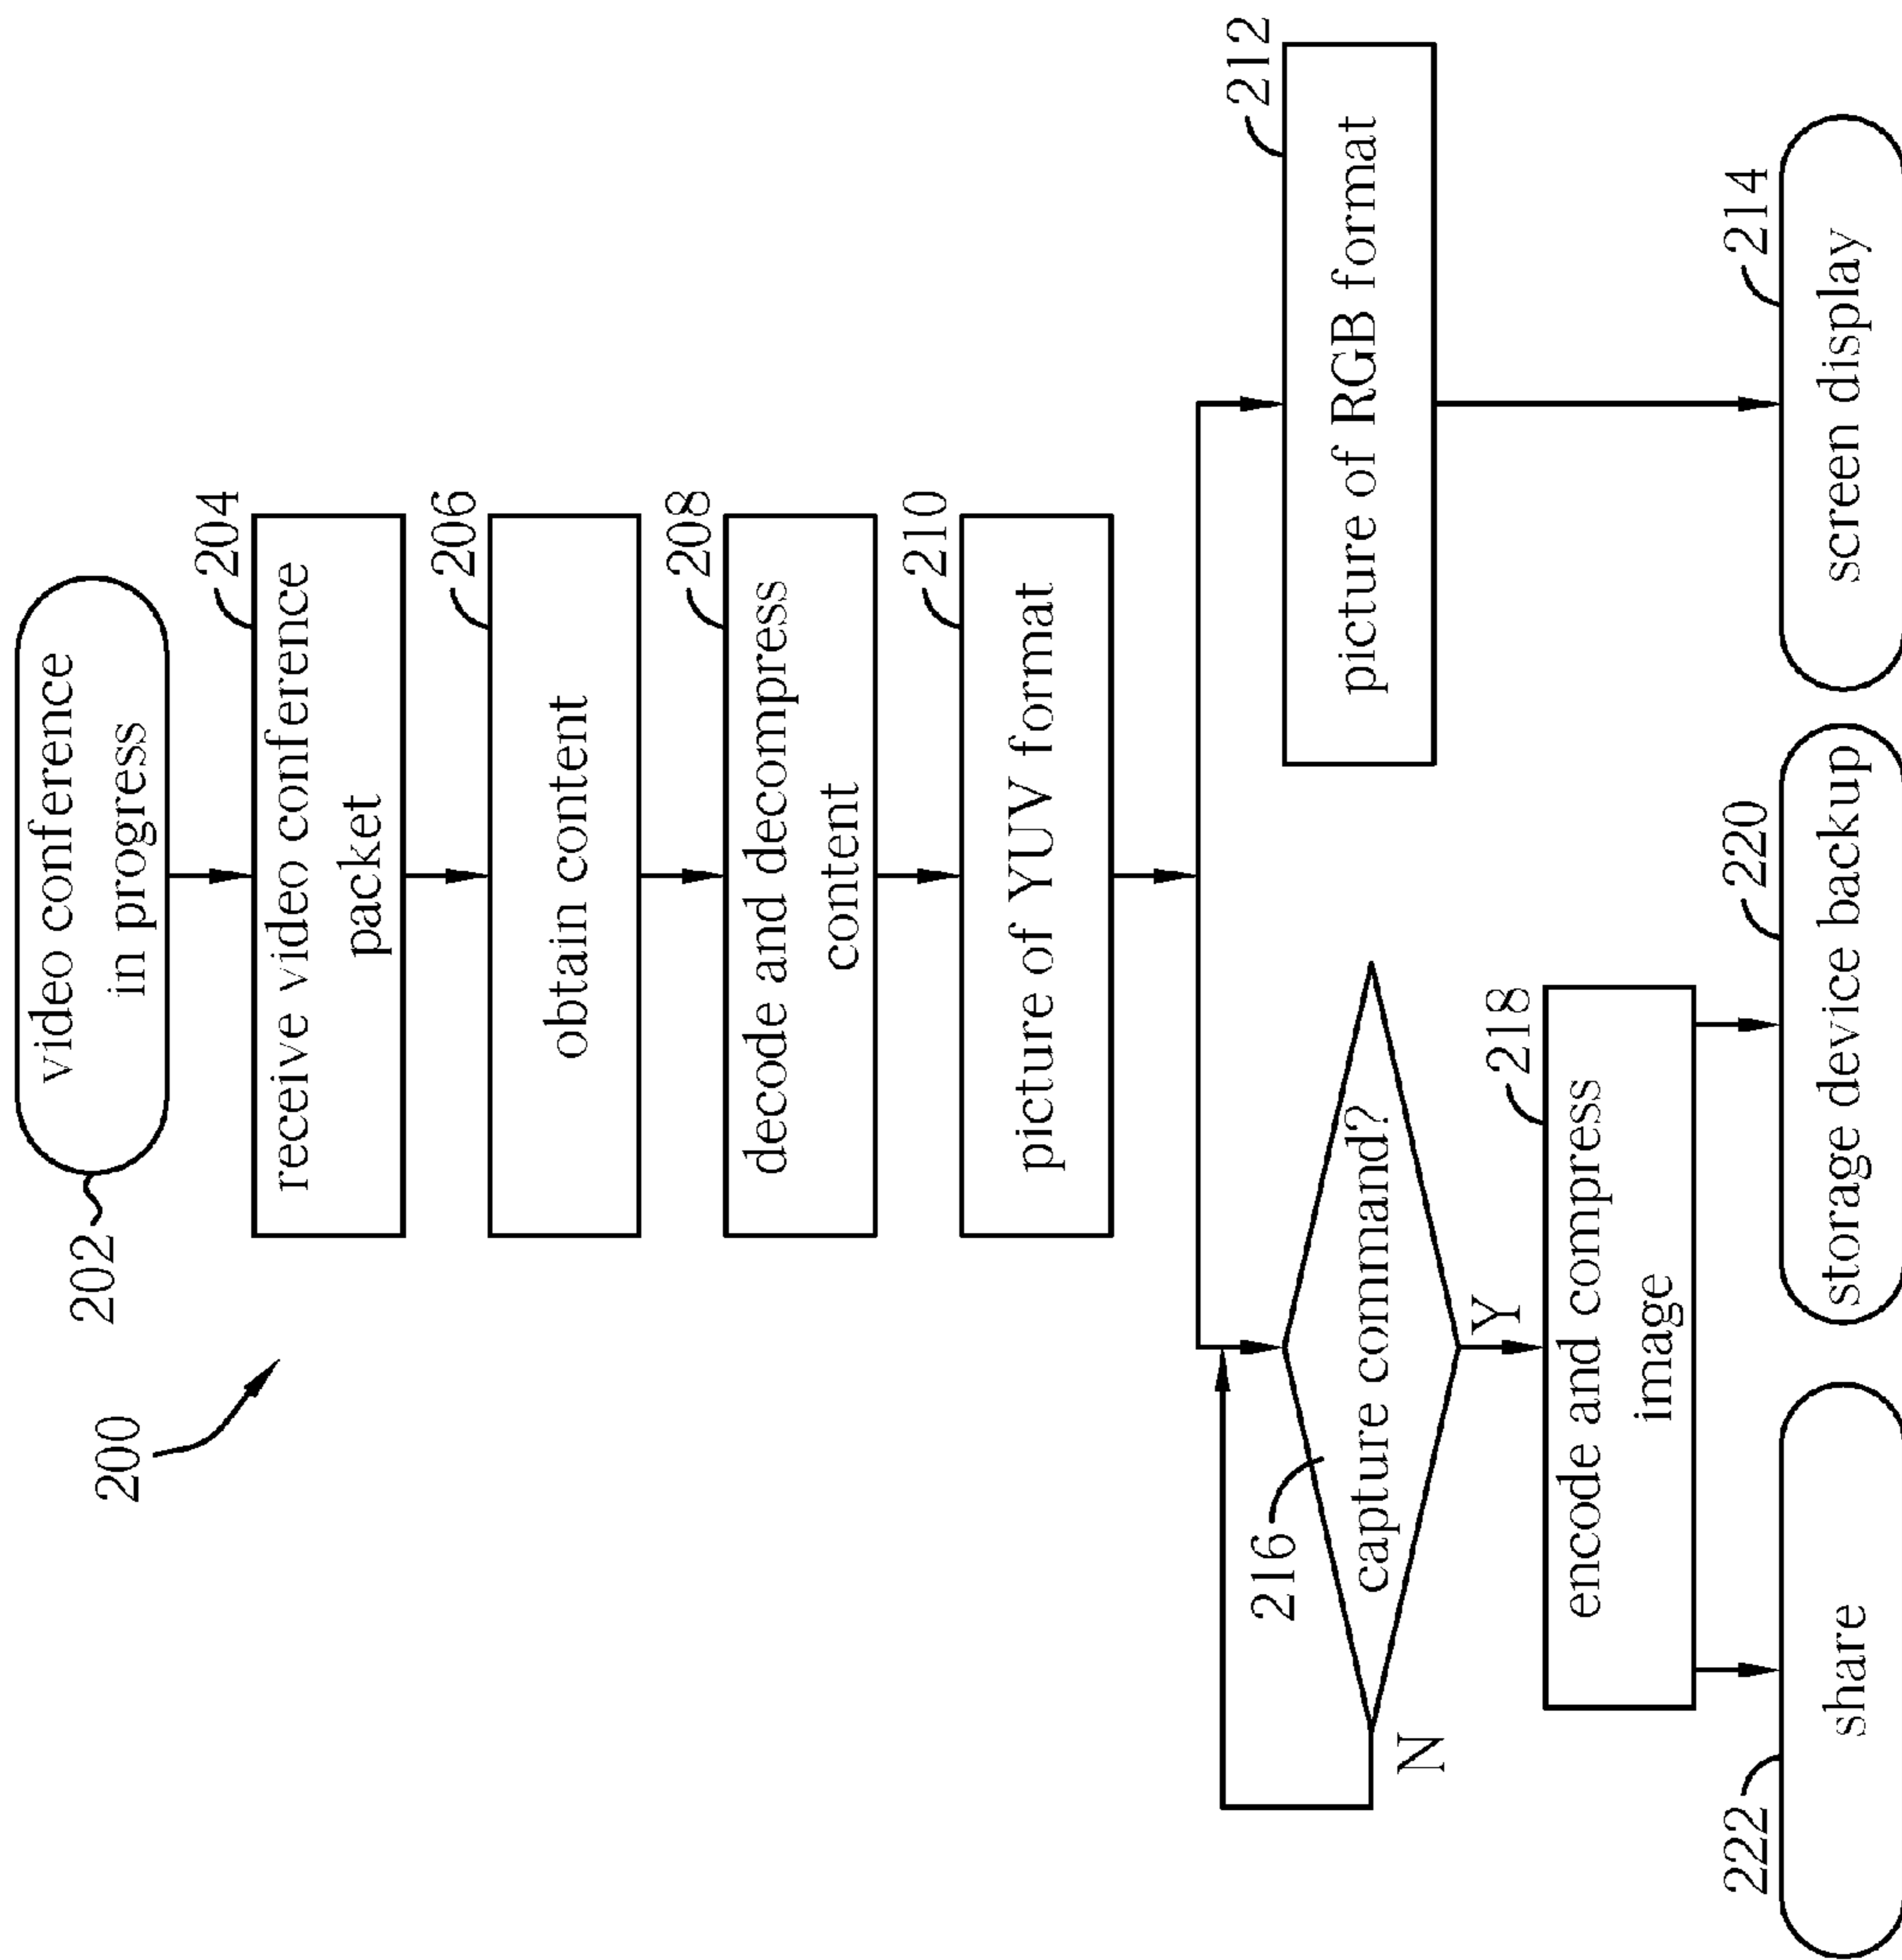 200
202
video conference
in progress
204
receive video conference
packet
206
obtain content
208
decode and decompress
content
210
picture of YUV format
216
capture command?
N
Y
212
picture of RGB format
218
encode and compress
image
222
share
220
storage device backup
214
screen display